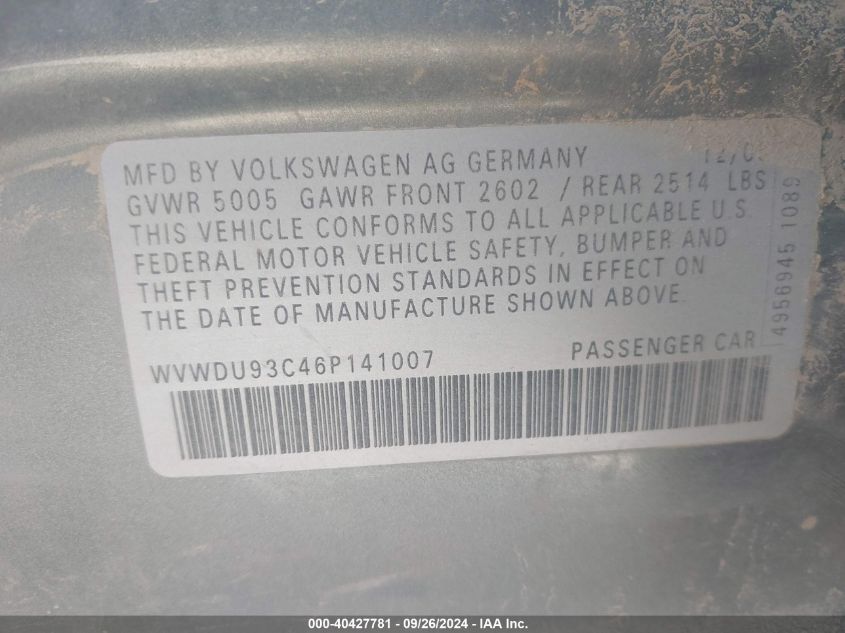 MFD BY VOLKSWAGEN AG GERMANY
GVWR 5005 GAWR FRONT 2602 / REAR 2514 LBS
THIS VEHICLE CONFORMS TO ALL APPLICABLE U.S.
FEDERAL MOTOR VEHICLE SAFETY, BUMPER AND
THEFT PREVENTION STANDARDS IN EFFECT ON
THE DATE OF MANUFACTURE SHOWN ABOVE.
WVWDU93C46P141007 PASSENGER CAR
4956945 1089
000-40427781 - 09/26/2024 - IAA Inc.